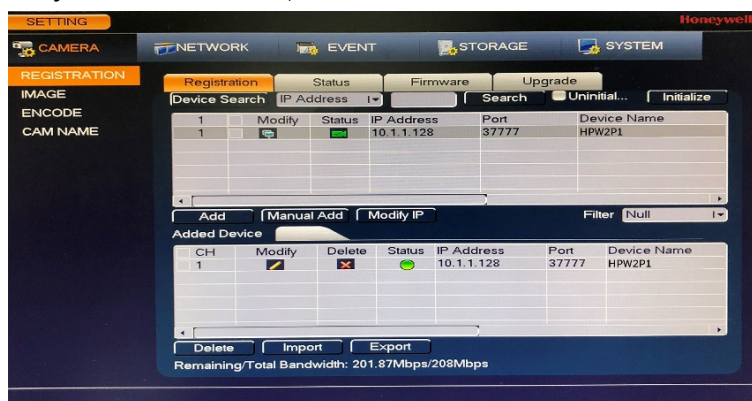 SETTING
Honeywell
CAMERA NETWORK EVENT STORAGE SYSTEM
REGISTRATION
IMAGE
ENCODE
CAM NAME
Registration Status Firmware Upgrade
Device Search IP Address Search Uninitial... Initialize
1 Modify Status IP Address Port Device Name
1 10.1.1.128 37777 HPW2P1
Add Manual Add Modify IP Filter Null
Added Device
CH Modify Delete Status IP Address Port Device Name
1 10.1.1.128 37777 HPW2P1
Delete Import Export
Remaining/Total Bandwidth: 201.87Mbps/208Mbps